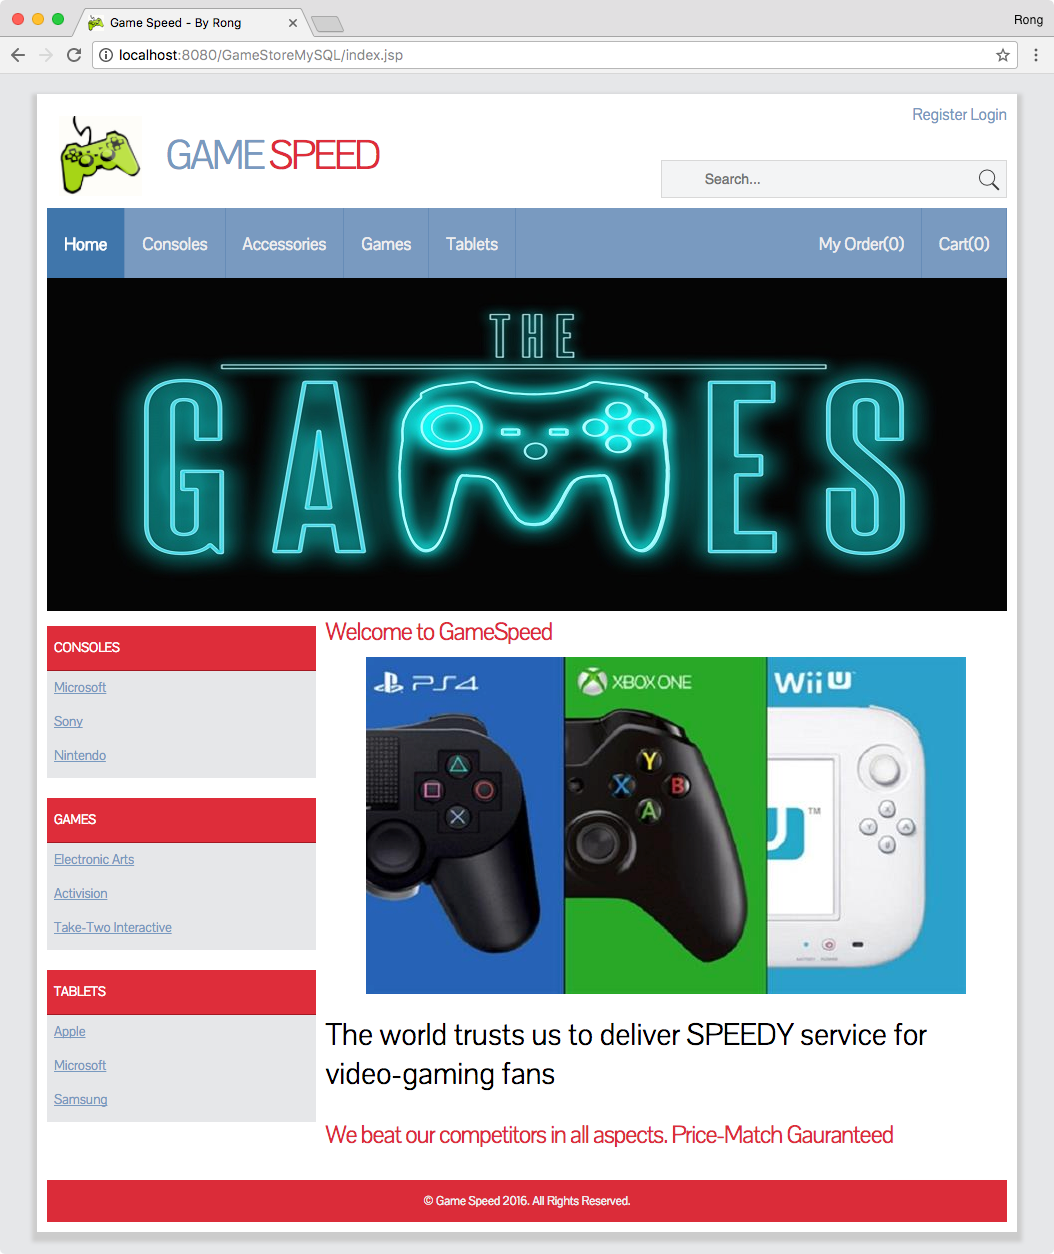 Game Speed - By Rong
Rong
localhost:8080/GameStoreMySQL/index.jsp
Register Login
GAME SPEED
Search...
Home Consoles Accessories Games Tablets My Order(0) Cart(0)
THE
GAMES
CONSOLES
Microsoft
Sony
Nintendo
GAMES
Electronic Arts
Activision
Take-Two Interactive
TABLETS
Apple
Microsoft
Samsung
Welcome to GameSpeed
PS4 XBOX ONE Wii U
Y
X B
A
U TM
X
Y A
B
BATTERY POWER
The world trusts us to deliver SPEEDY service for
video-gaming fans
We beat our competitors in all aspects. Price-Match Gauranteed
© Game Speed 2016. All Rights Reserved.